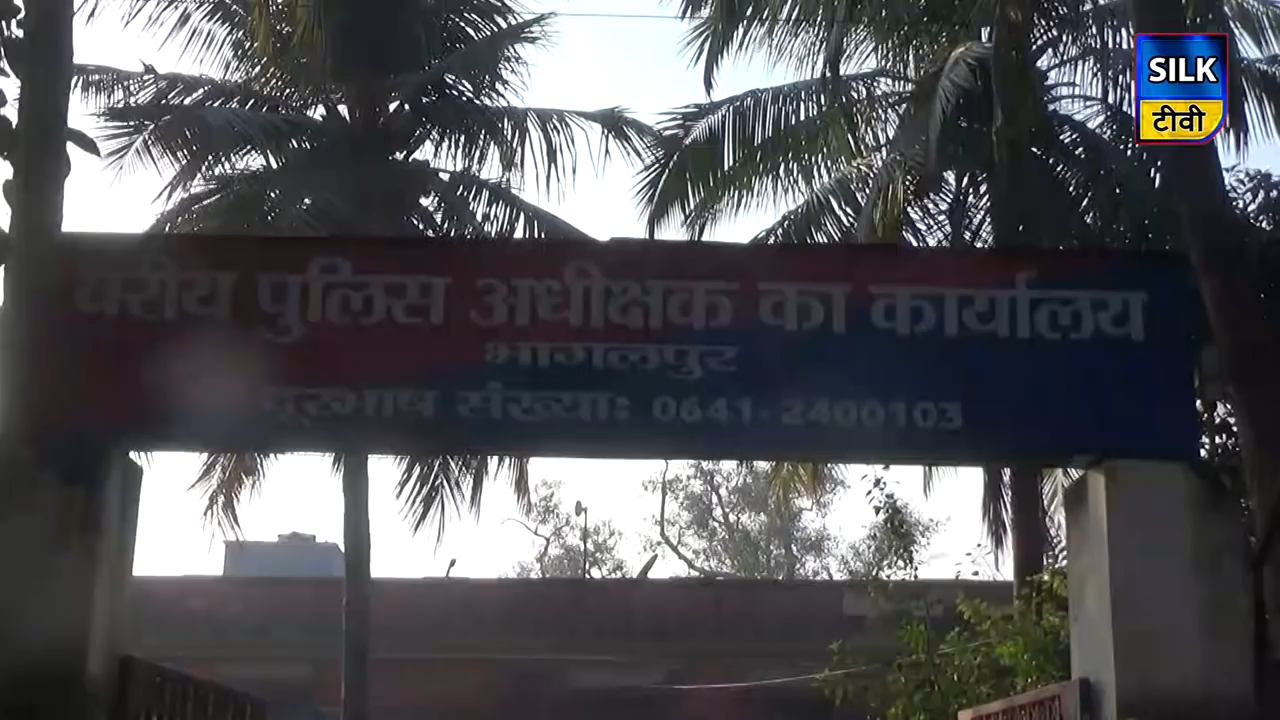 SILK
टीवी
वरीय पुलिस अधीक्षक का कार्यालय
भागलपुर
दूरभाष संख्याः 0641-2400103